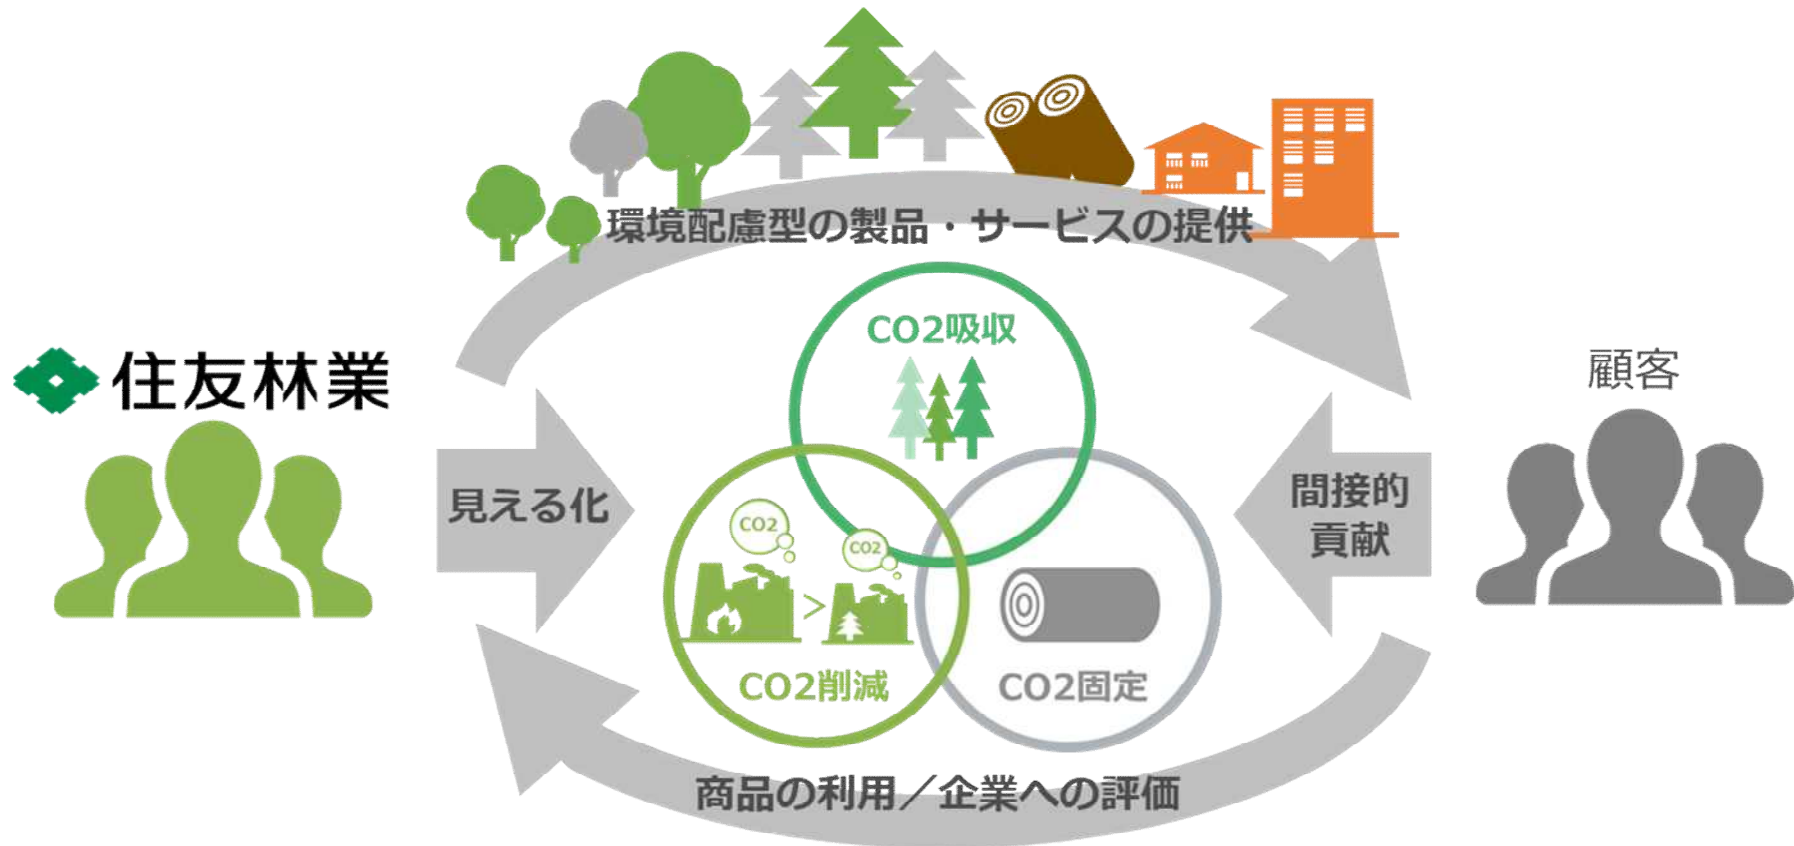 環境配慮型の製品・サービスの提供
CO2吸収
住友林業
顧客
見える化
間接的
貢献
CO2
CO2
>
CO2削減
CO2固定
商品の利用／企業への評価